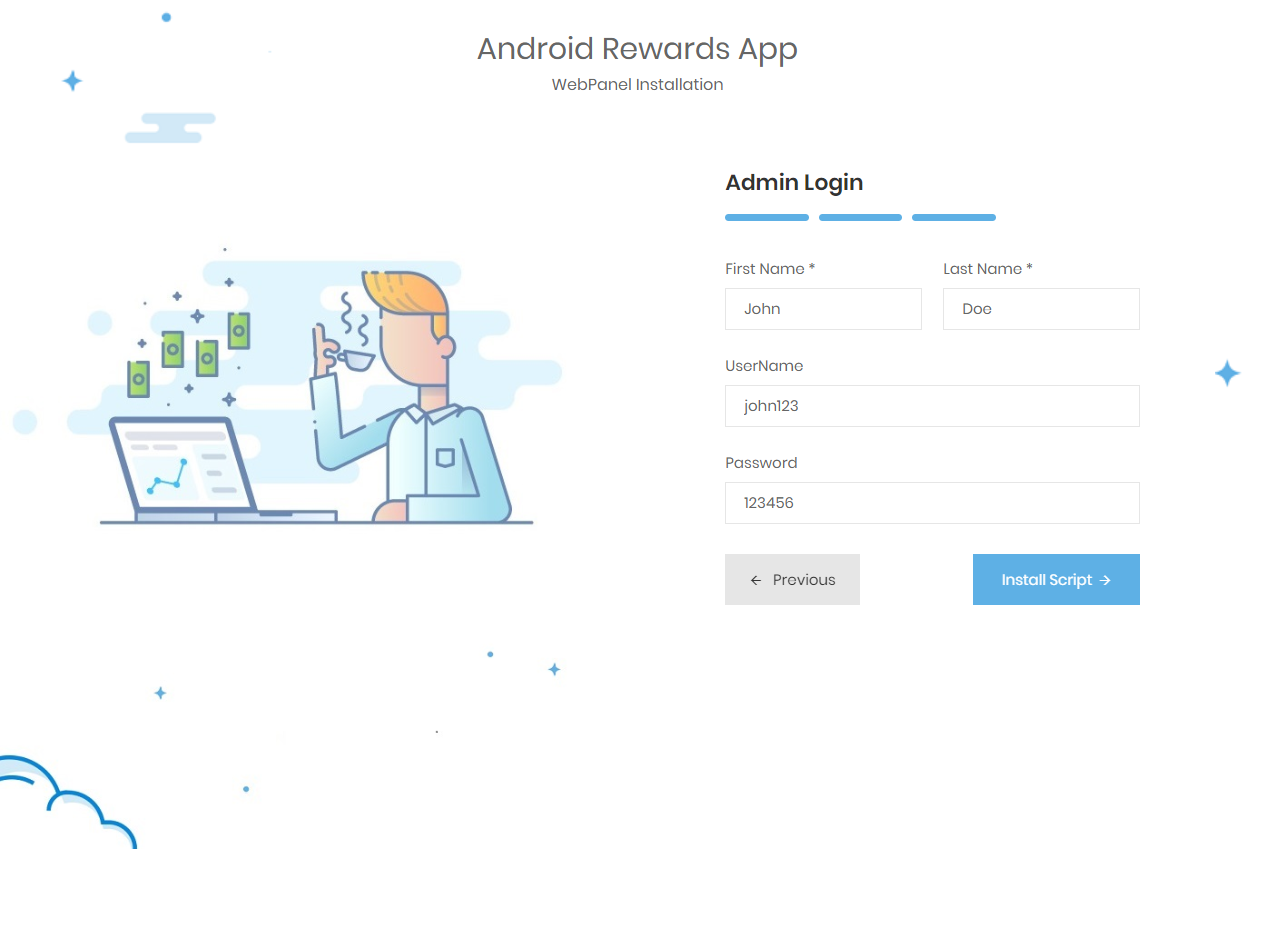 Android Rewards App
WebPanel Installation
Admin Login
First Name * Last Name *
John Doe
UserName
john123
Password
123456
← Previous Install Script →